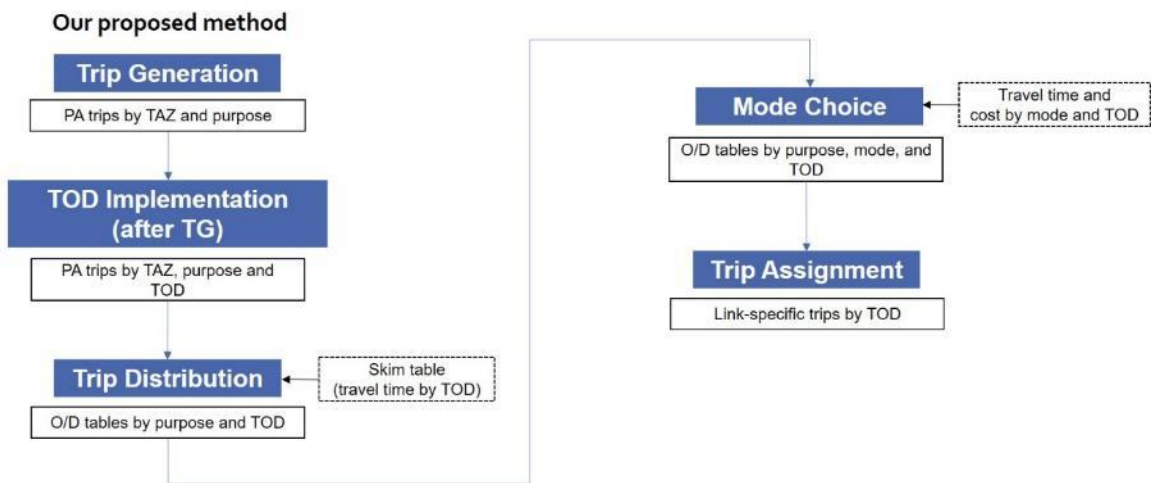 Our proposed method
Trip Generation
PA trips by TAZ and purpose
TOD Implementation
(after TG)
PA trips by TAZ, purpose and
TOD
Trip Distribution
Skim table
(travel time by TOD)
O/D tables by purpose and TOD
Mode Choice
Travel time and
cost by mode and TOD
O/D tables by purpose, mode, and
TOD
Trip Assignment
Link-specific trips by TOD